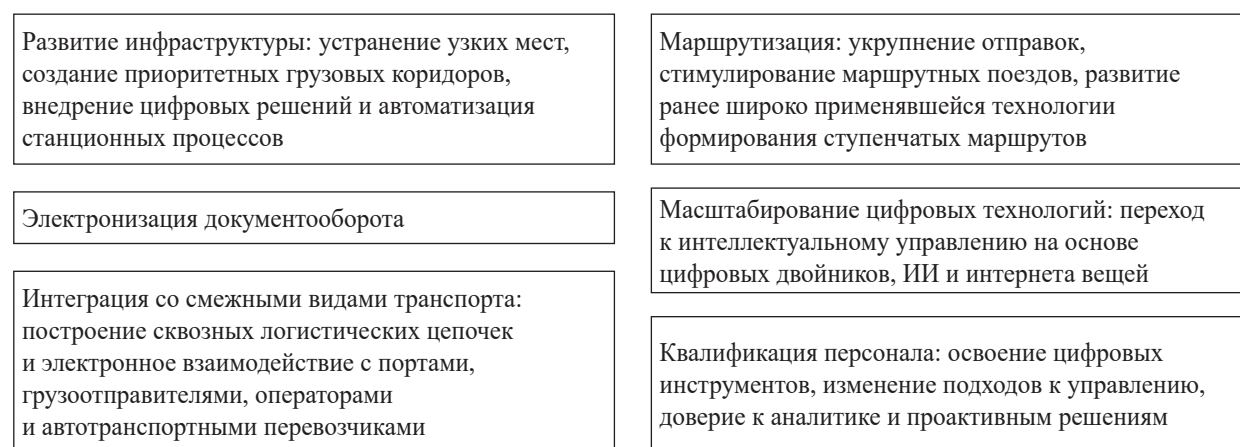 Развитие инфраструктуры: устранение узких мест,
создание приоритетных грузовых коридоров,
внедрение цифровых решений и автоматизация
станционных процессов
Электронизация документооборота
Интеграция со смежными видами транспорта:
построение сквозных логистических цепочек
и электронное взаимодействие с портами,
грузоотправителями, операторами
и автотранспортными перевозчиками
Маршрутизация: укрупнение отправок,
стимулирование маршрутных поездов, развитие
ранее широко применявшейся технологии
формирования ступенчатых маршрутов
Масштабирование цифровых технологий: переход
к интеллектуальному управлению на основе
цифровых двойников, ИИ и интернета вещей
Квалификация персонала: освоение цифровых
инструментов, изменение подходов к управлению,
доверие к аналитике и проактивным решениям